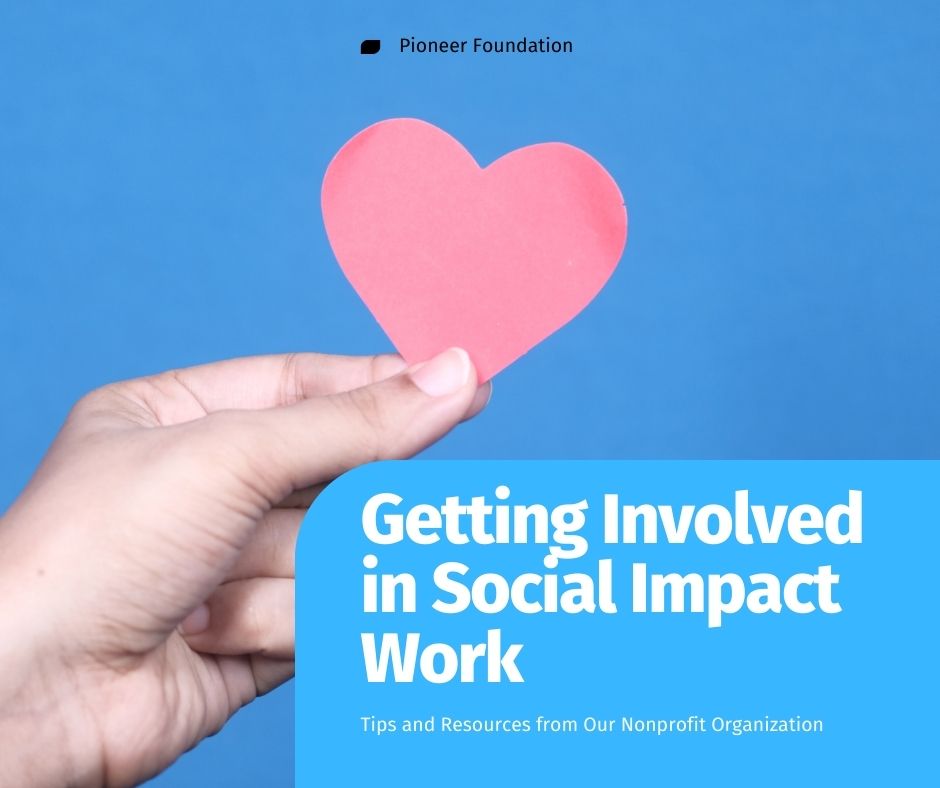 Pioneer Foundation
Getting Involved
in Social Impact
Work
Tips and Resources from Our Nonprofit Organization